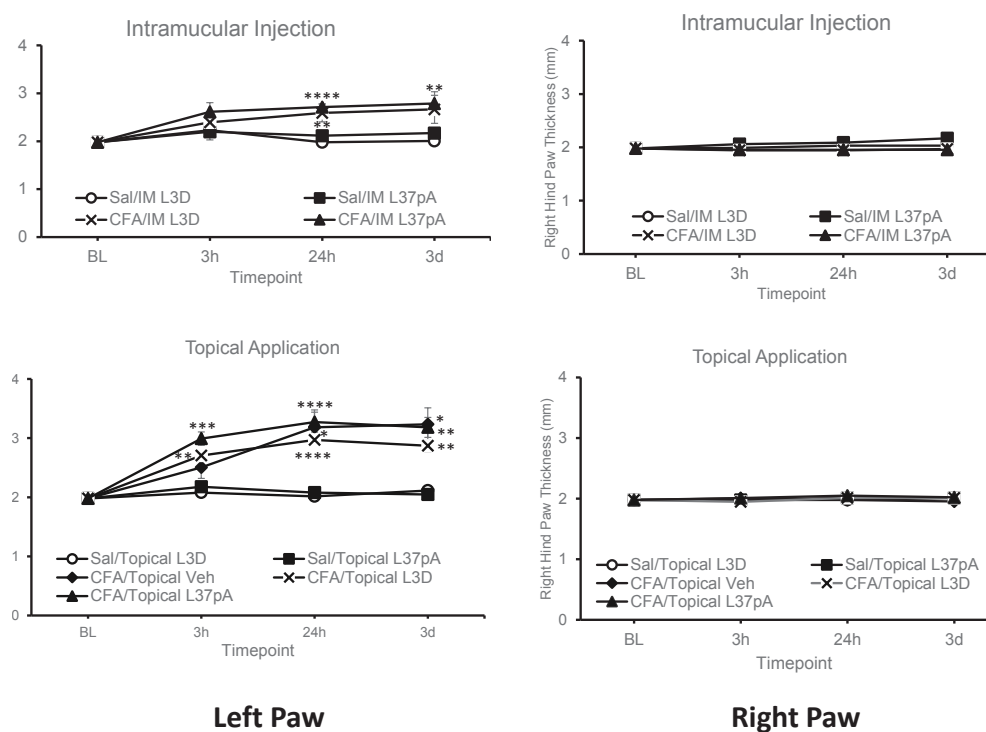 Intramucular Injection
4
3
2
1
0
**** **
**
Sal/IM L3D Sal/IM L37pA
CFA/IM L3D CFA/IM L37pA
BL 3h 24h 3d
Timepoint
Intramucular Injection
Right Hind Paw Thickness (mm)
4
3
2
1
0
Sal/IM L3D Sal/IM L37pA
CFA/IM L3D CFA/IM L37pA
BL 3h 24h 3d
Timepoint
Topical Application
4
3
2
1
0
*** **** *
** * **
**** **
Sal/Topical L3D Sal/Topical L37pA
CFA/Topical Veh CFA/Topical L3D
CFA/Topical L37pA
BL 3h 24h 3d
Timepoint
Topical Application
Right Hind Paw Thickness (mm)
4
3
2
1
0
Sal/Topical L3D Sal/Topical L37pA
CFA/Topical Veh CFA/Topical L3D
CFA/Topical L37pA
BL 3h 24h 3d
Timepoint
Left Paw
Right Paw